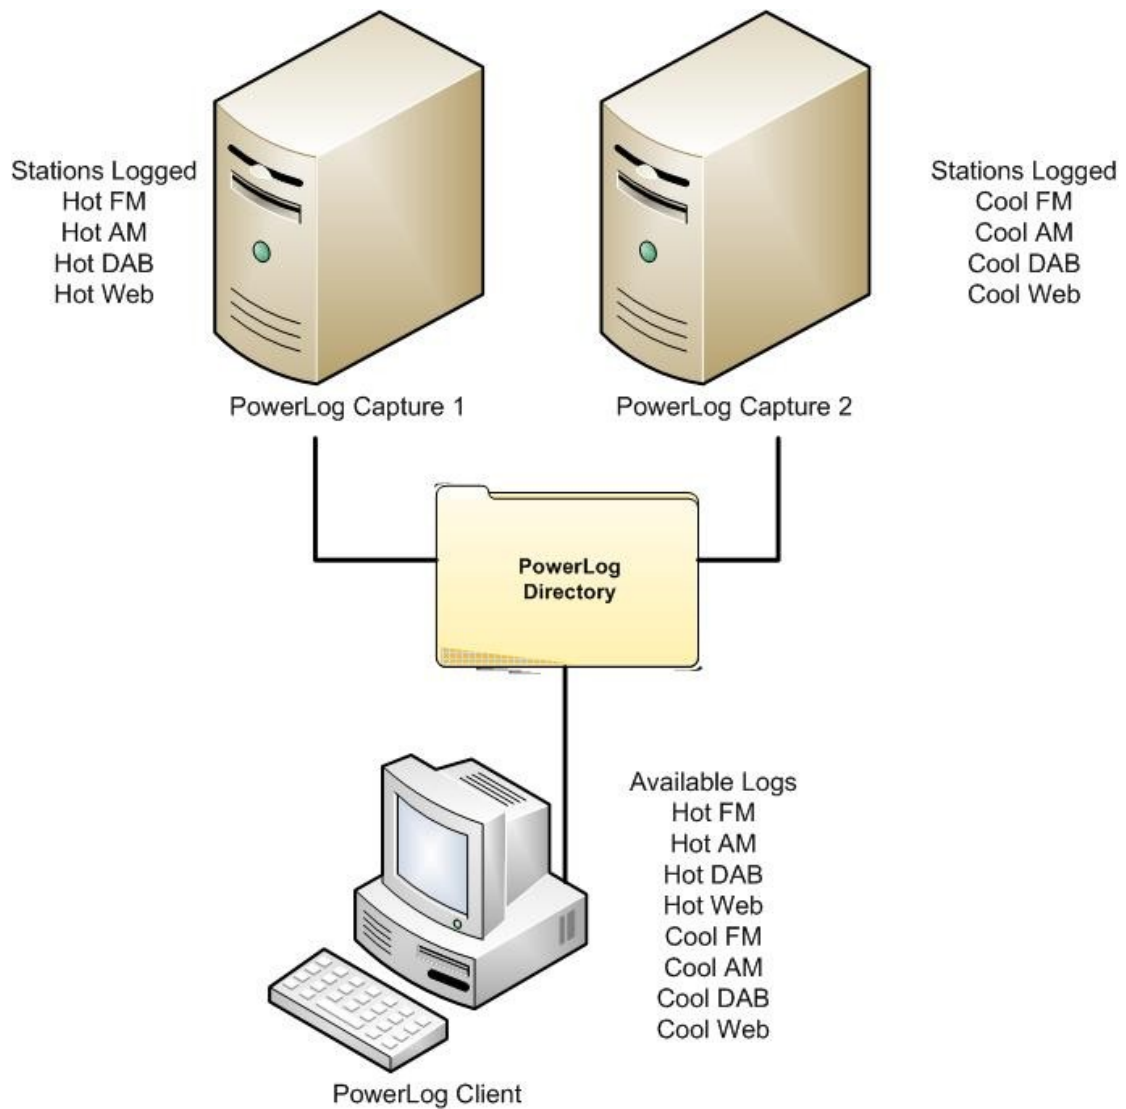 Stations Logged
Hot FM
Hot AM
Hot DAB
Hot Web
PowerLog Capture 1
Stations Logged
Cool FM
Cool AM
Cool DAB
Cool Web
PowerLog Capture 2
PowerLog
Directory
Available Logs
Hot FM
Hot AM
Hot DAB
Hot Web
Cool FM
Cool AM
Cool DAB
Cool Web
PowerLog Client